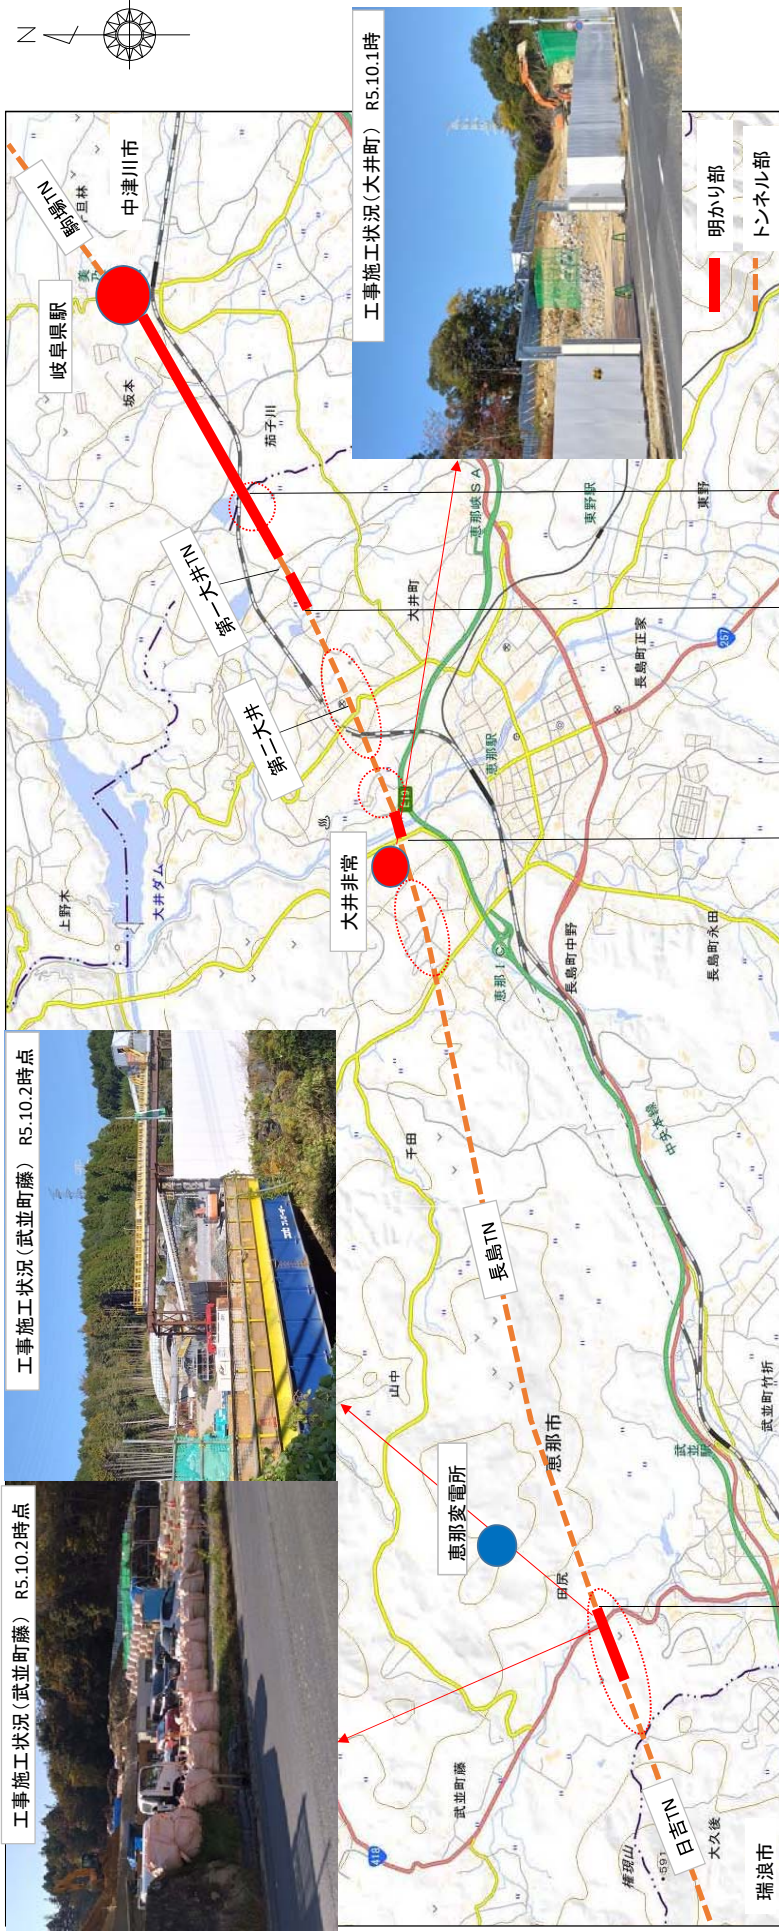 工事施工状況(武並町藤) R5.10.2時点
工事施工状況(武並町藤) R5.10.2時点
工事施工状況(大井町) R5.10.1時
N
上野木
大井ダム
岐阜県駅
駒場TN
中津川市
坂本
茄子川
第一大井TN
第二大井
大井非常
大井町
恵那峡SA
東野駅
東野
恵那駅
長島町正家
257
E19
恵那IC
長島町中野
長島町永田
千田
長島TN
中央本線
山中
恵那市
恵那変電所
田尻
武並町竹折
武並町藤
418
権現山
・591
大久後
日吉TN
瑞浪市
明かり部
トンネル部